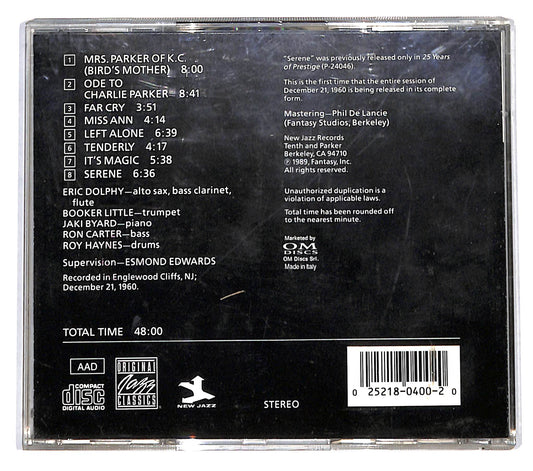 1 MRS. PARKER OF K.C.
(BIRD'S MOTHER) 8:00
2 ODE TO
CHARLIE PARKER— 8:41
3 FAR CRY 3:51
4 MISS ANN 4:14
5 LEFT ALONE 6:39
6 TENDERLY 4:17
7 IT'S MAGIC 5:38
8 SERENE 6:36
ERIC DOLPHY—alto sax, bass clarinet,
flute
BOOKER LITTLE—trumpet
JAKI BYARD—piano
RON CARTER—bass
ROY HAYNES—drums
Supervision—ESMOND EDWARDS
Recorded in Englewood Cliffs, NJ;
December 21, 1960.
TOTAL TIME 48:00
"Serene" was previously released only in 25 Years
of Prestige (P-24046).
This is the first time that the entire session of
December 21, 1960 is being released in its complete
form.
Mastering—Phil De Lancie
(Fantasy Studios, Berkeley)
New Jazz Records
Tenth and Parker
Berkeley, CA 94710
℗ 1989, Fantasy, Inc.
All rights reserved.
Unauthorized duplication is a
violation of applicable laws.
Total time has been rounded off
to the nearest minute.
Marketed by
OM
DISCS
OM Discs Srl.
Made in Italy
AAD
COMPACT
disc
DIGITAL AUDIO
ORIGINAL
Jazz
CLASSICS
NEW JAZZ
STEREO
0 25218-0400-2 0